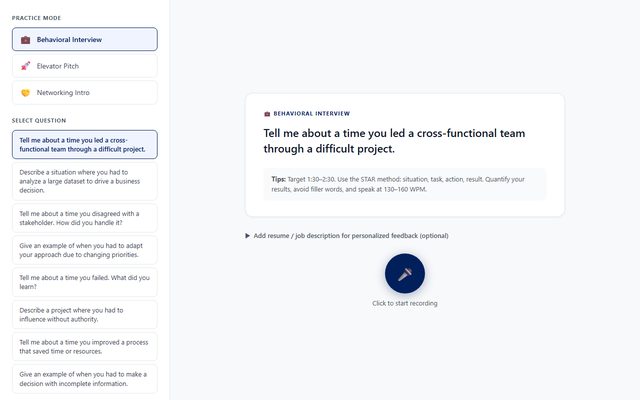 PRACTICE MODE
Behavioral Interview
Elevator Pitch
Networking Intro
SELECT QUESTION
Tell me about a time you led a cross-
functional team through a difficult project.
Describe a situation where you had to
analyze a large dataset to drive a business
decision.
Tell me about a time you disagreed with a
stakeholder. How did you handle it?
Give an example of when you had to adapt
your approach due to changing priorities.
Tell me about a time you failed. What did you
learn?
Describe a project where you had to
influence without authority.
Tell me about a time you improved a process
that saved time or resources.
Give an example of when you had to make a
decision with incomplete information.
BEHAVIORAL INTERVIEW
Tell me about a time you led a cross-functional team
through a difficult project.
Tips: Target 1:30–2:30. Use the STAR method: situation, task, action, result. Quantify your
results, avoid filler words, and speak at 130–160 WPM.
Add resume / job description for personalized feedback (optional)
Click to start recording